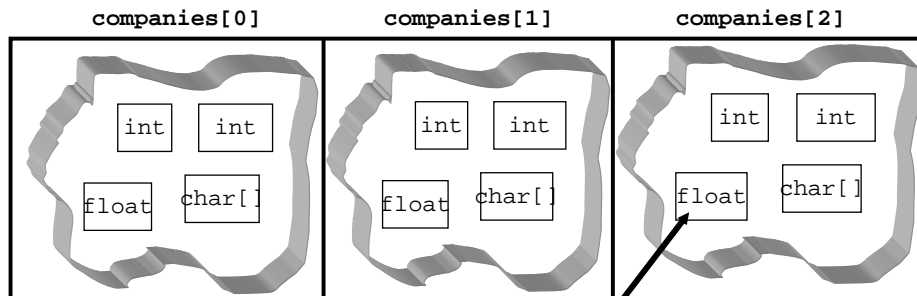 companies[0] companies[1] companies[2]
int int int int int int
float char[] float char[] float char[]